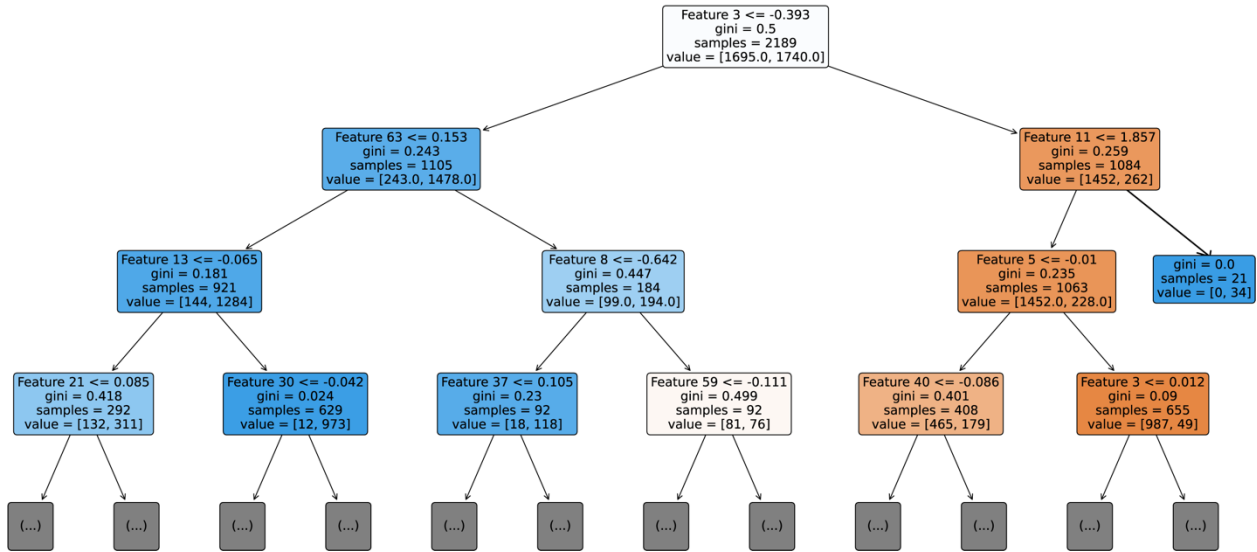 Feature 3 <= -0.393
gini = 0.5
samples = 2189
value = [1695.0, 1740.0]
Feature 63 <= 0.153
gini = 0.243
samples = 1105
value = [243.0, 1478.0]
Feature 11 <= 1.857
gini = 0.259
samples = 1084
value = [1452, 262]
Feature 13 <= -0.065
gini = 0.181
samples = 921
value = [144, 1284]
Feature 8 <= -0.642
gini = 0.447
samples = 184
value = [99.0, 194.0]
Feature 5 <= -0.01
gini = 0.235
samples = 1063
value = [1452.0, 228.0]
gini = 0.0
samples = 21
value = [0, 34]
Feature 21 <= 0.085
gini = 0.418
samples = 292
value = [132, 311]
Feature 30 <= -0.042
gini = 0.024
samples = 629
value = [12, 973]
Feature 37 <= 0.105
gini = 0.23
samples = 92
value = [18, 118]
Feature 59 <= -0.111
gini = 0.499
samples = 92
value = [81, 76]
Feature 40 <= -0.086
gini = 0.401
samples = 408
value = [465, 179]
Feature 3 <= 0.012
gini = 0.09
samples = 655
value = [987, 49]
(...)
(...)
(...)
(...)
(...)
(...)
(...)
(...)
(...)
(...)
(...)
(...)